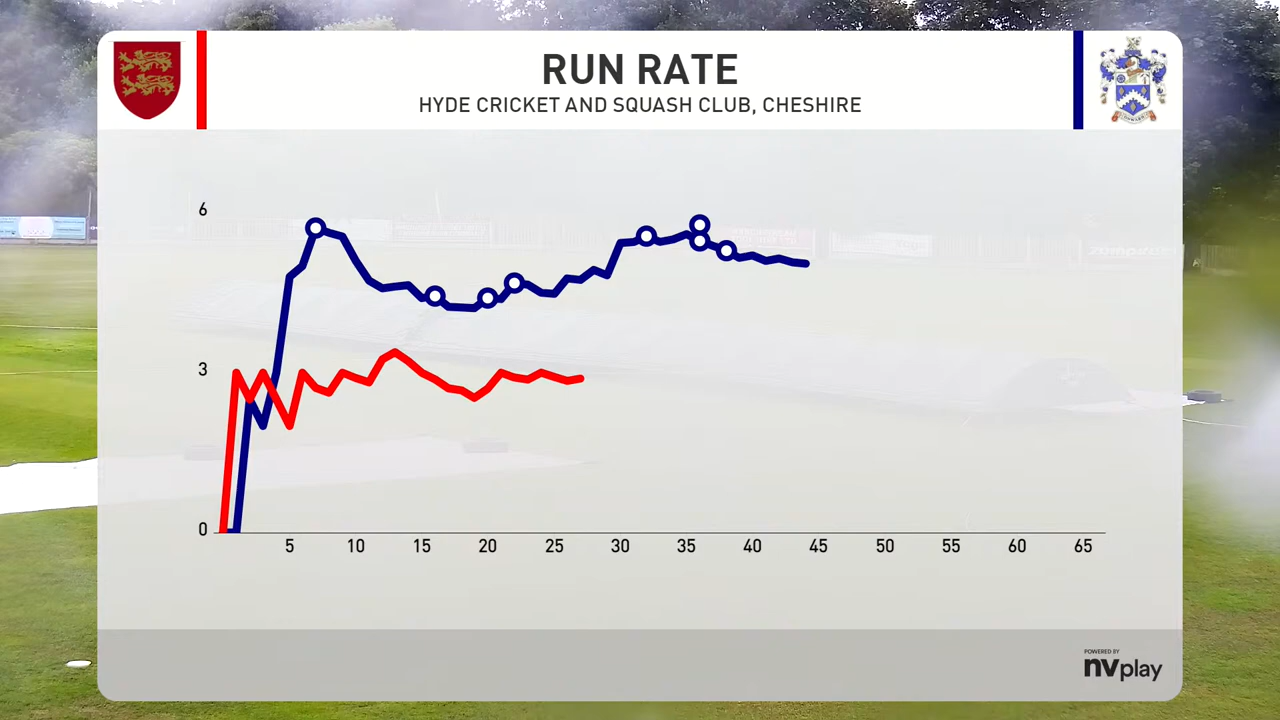 RUN RATE
HYDE CRICKET AND SQUASH CLUB, CHESHIRE
6
3
0
5 10 15 20 25 30 35 40 45 50 55 60 65
POWERED BY
nvplay